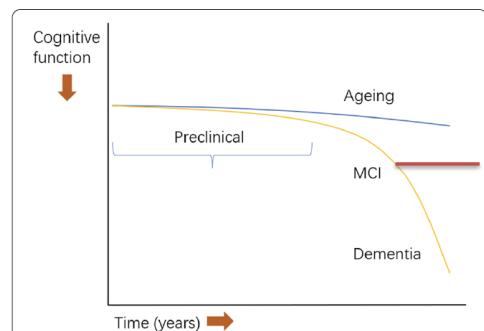 Cognitive
function
Ageing
Preclinical
MCI
Dementia
Time (years)